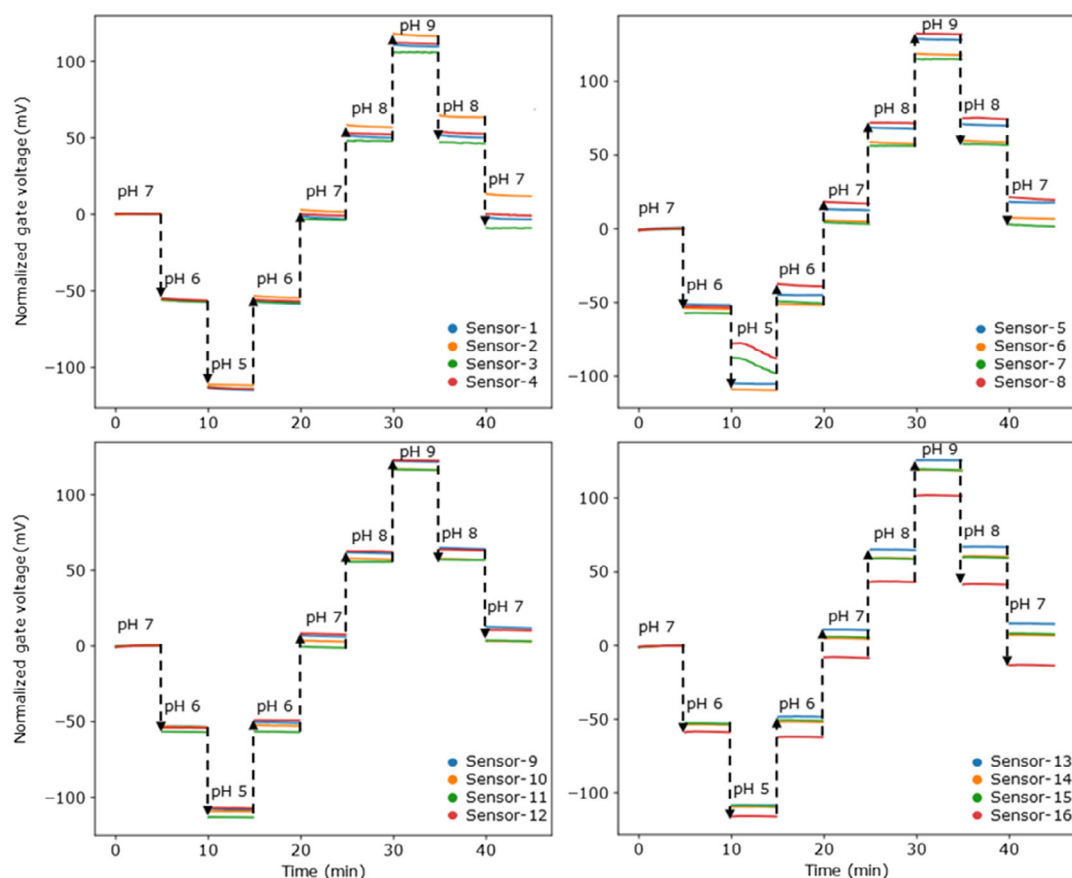 pH 9
100
pH 8
pH 8
50
pH 7
pH 7
pH 7
0
pH 6
pH 6
−50
pH 5
−100
Sensor-1
Sensor-2
Sensor-3
Sensor-4
0
10
20
30
40
Normalized gate voltage (mV)
pH 9
100
pH 8
pH 8
50
pH 7
pH 7
pH 7
0
pH 6
pH 6
−50
pH 5
−100
Sensor-5
Sensor-6
Sensor-7
Sensor-8
0
10
20
30
40
pH 9
100
pH 8
pH 8
50
pH 7
pH 7
pH 7
0
pH 6
pH 6
−50
pH 5
−100
Sensor-9
Sensor-10
Sensor-11
Sensor-12
0
10
20
30
40
Time (min)
Normalized gate voltage (mV)
pH 9
100
pH 8
pH 8
50
pH 7
pH 7
pH 7
0
pH 6
pH 6
−50
pH 5
−100
Sensor-13
Sensor-14
Sensor-15
Sensor-16
0
10
20
30
40
Time (min)